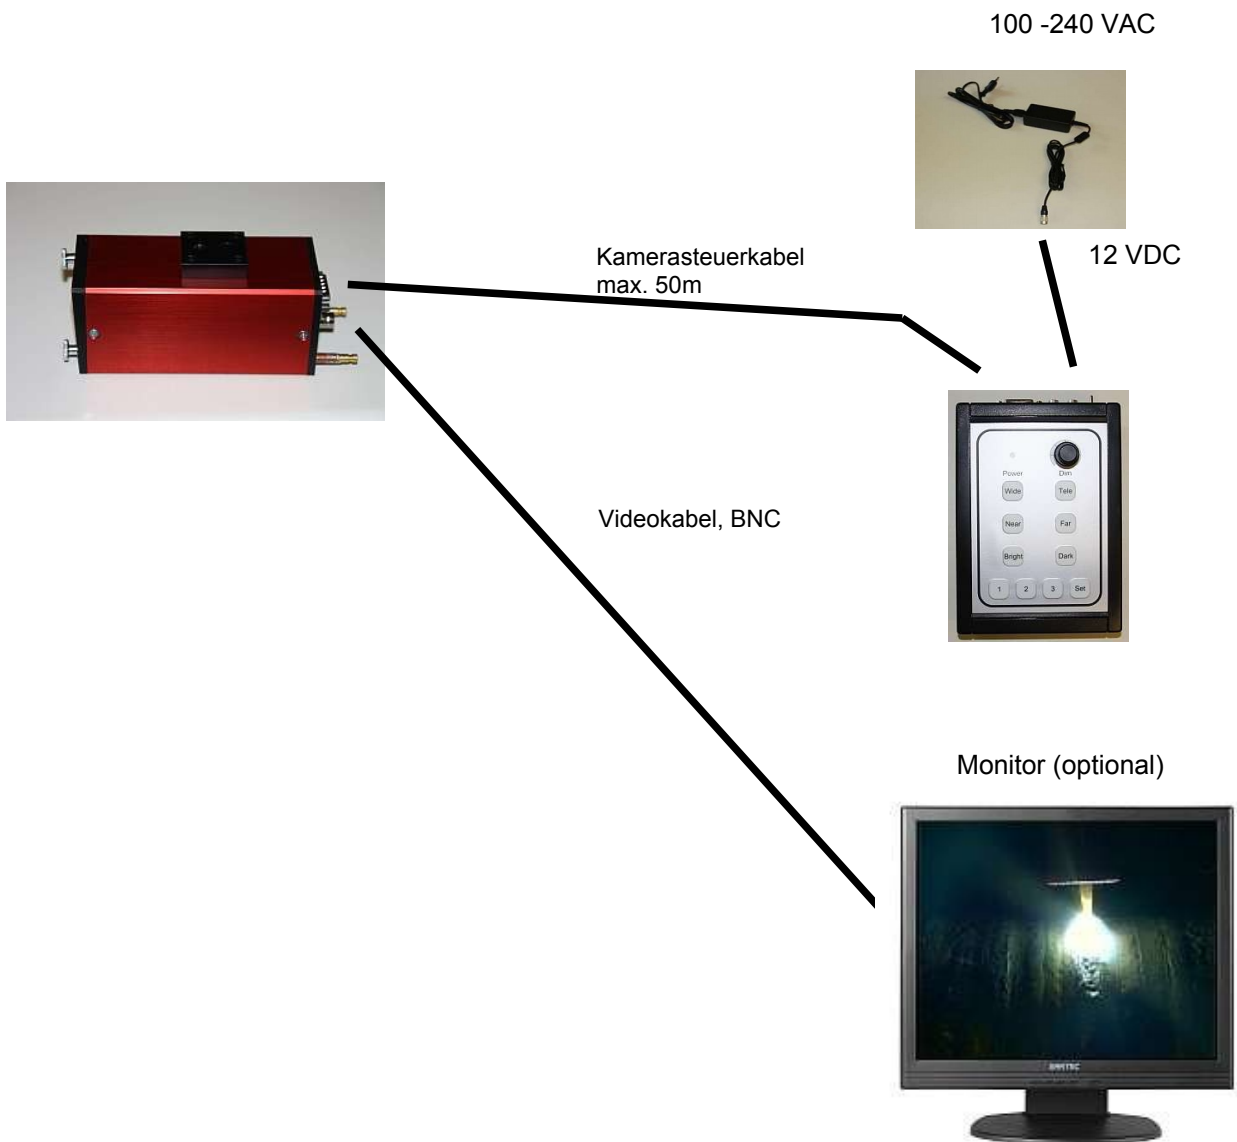 100 -240 VAC
12 VDC
Kamerasteuerkabel
max. 50m
Power
Dim
Wide
Tele
Near
Far
Bright
Dark
1 2 3 Set
Videokabel, BNC
Monitor (optional)